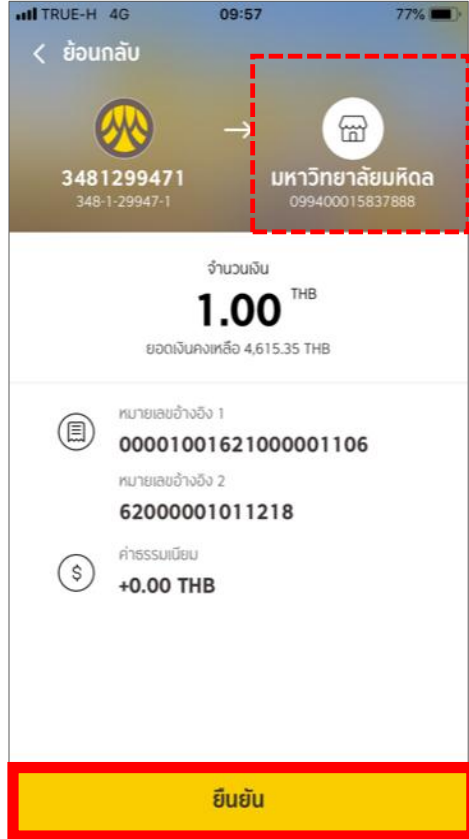 TRUE-H 4G 09:57 77%
ย้อนกลับ
3481299471
348-1-29947-1
มหาวิทยาลัยมหิดล
099400015837888
จำนวนเงิน
1.00 THB
ยอดเงินคงเหลือ 4,615.35 THB
หมายเลขอ้างอิง 1
00001001621000001106
หมายเลขอ้างอิง 2
62000001011218
ค่าธรรมเนียม
+0.00 THB
ยืนยัน